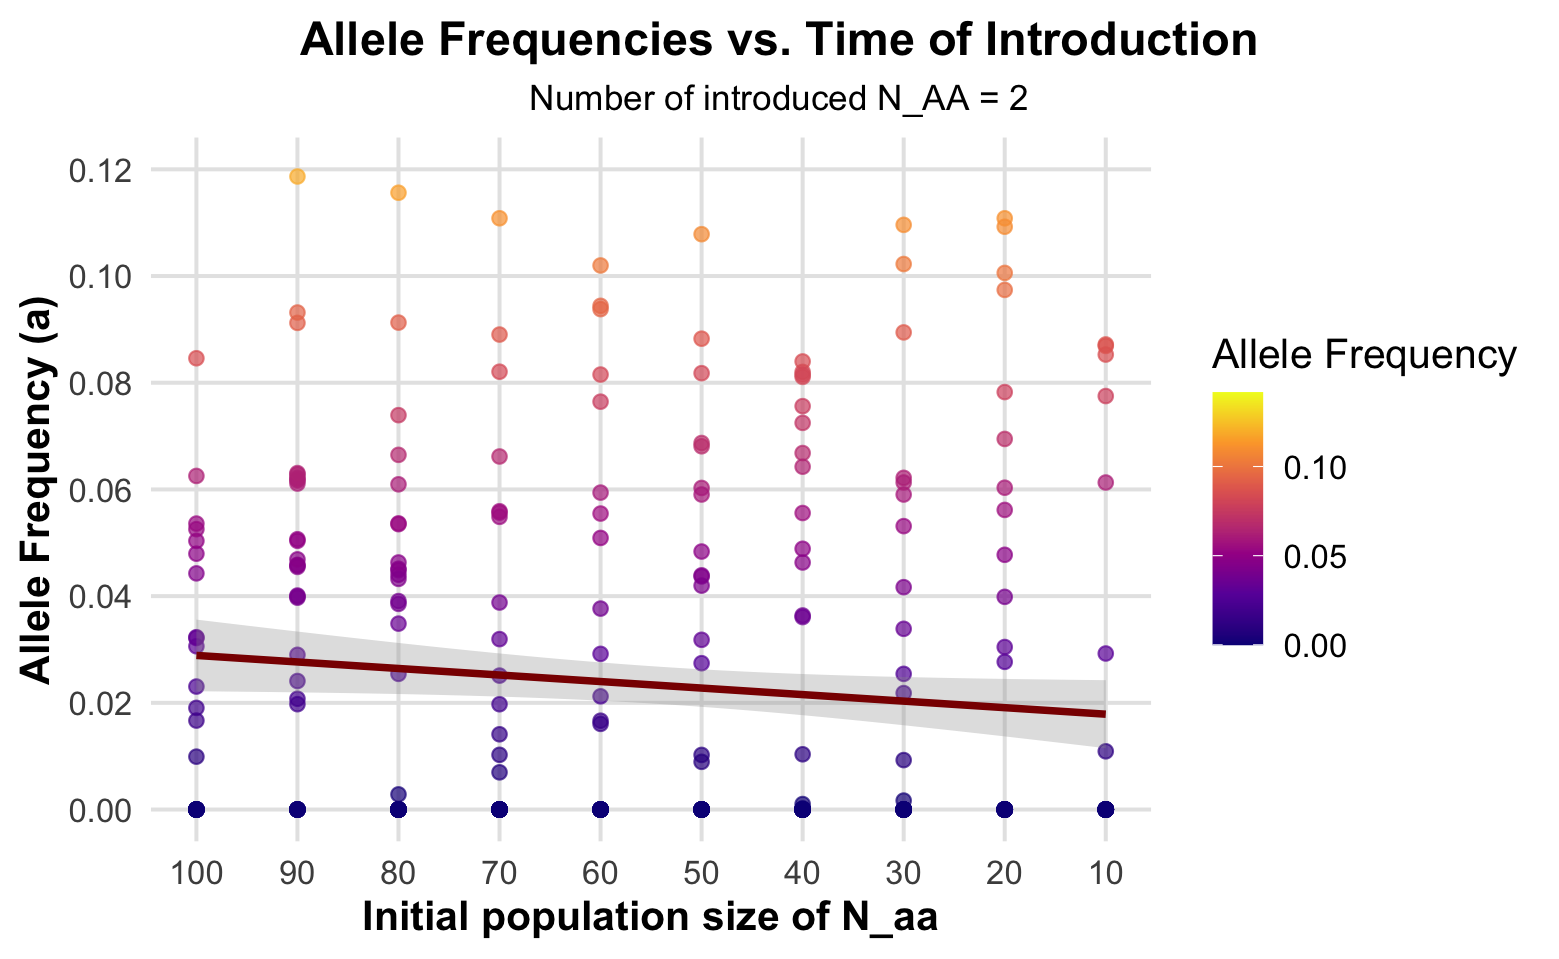 Allele Frequencies vs. Time of Introduction
Number of introduced N_AA = 2
Allele Frequency (a)
0.12
0.10
0.08
0.06
0.04
0.02
0.00
100 90 80 70 60 50 40 30 20 10
Initial population size of N_aa
Allele Frequency
0.10
0.05
0.00